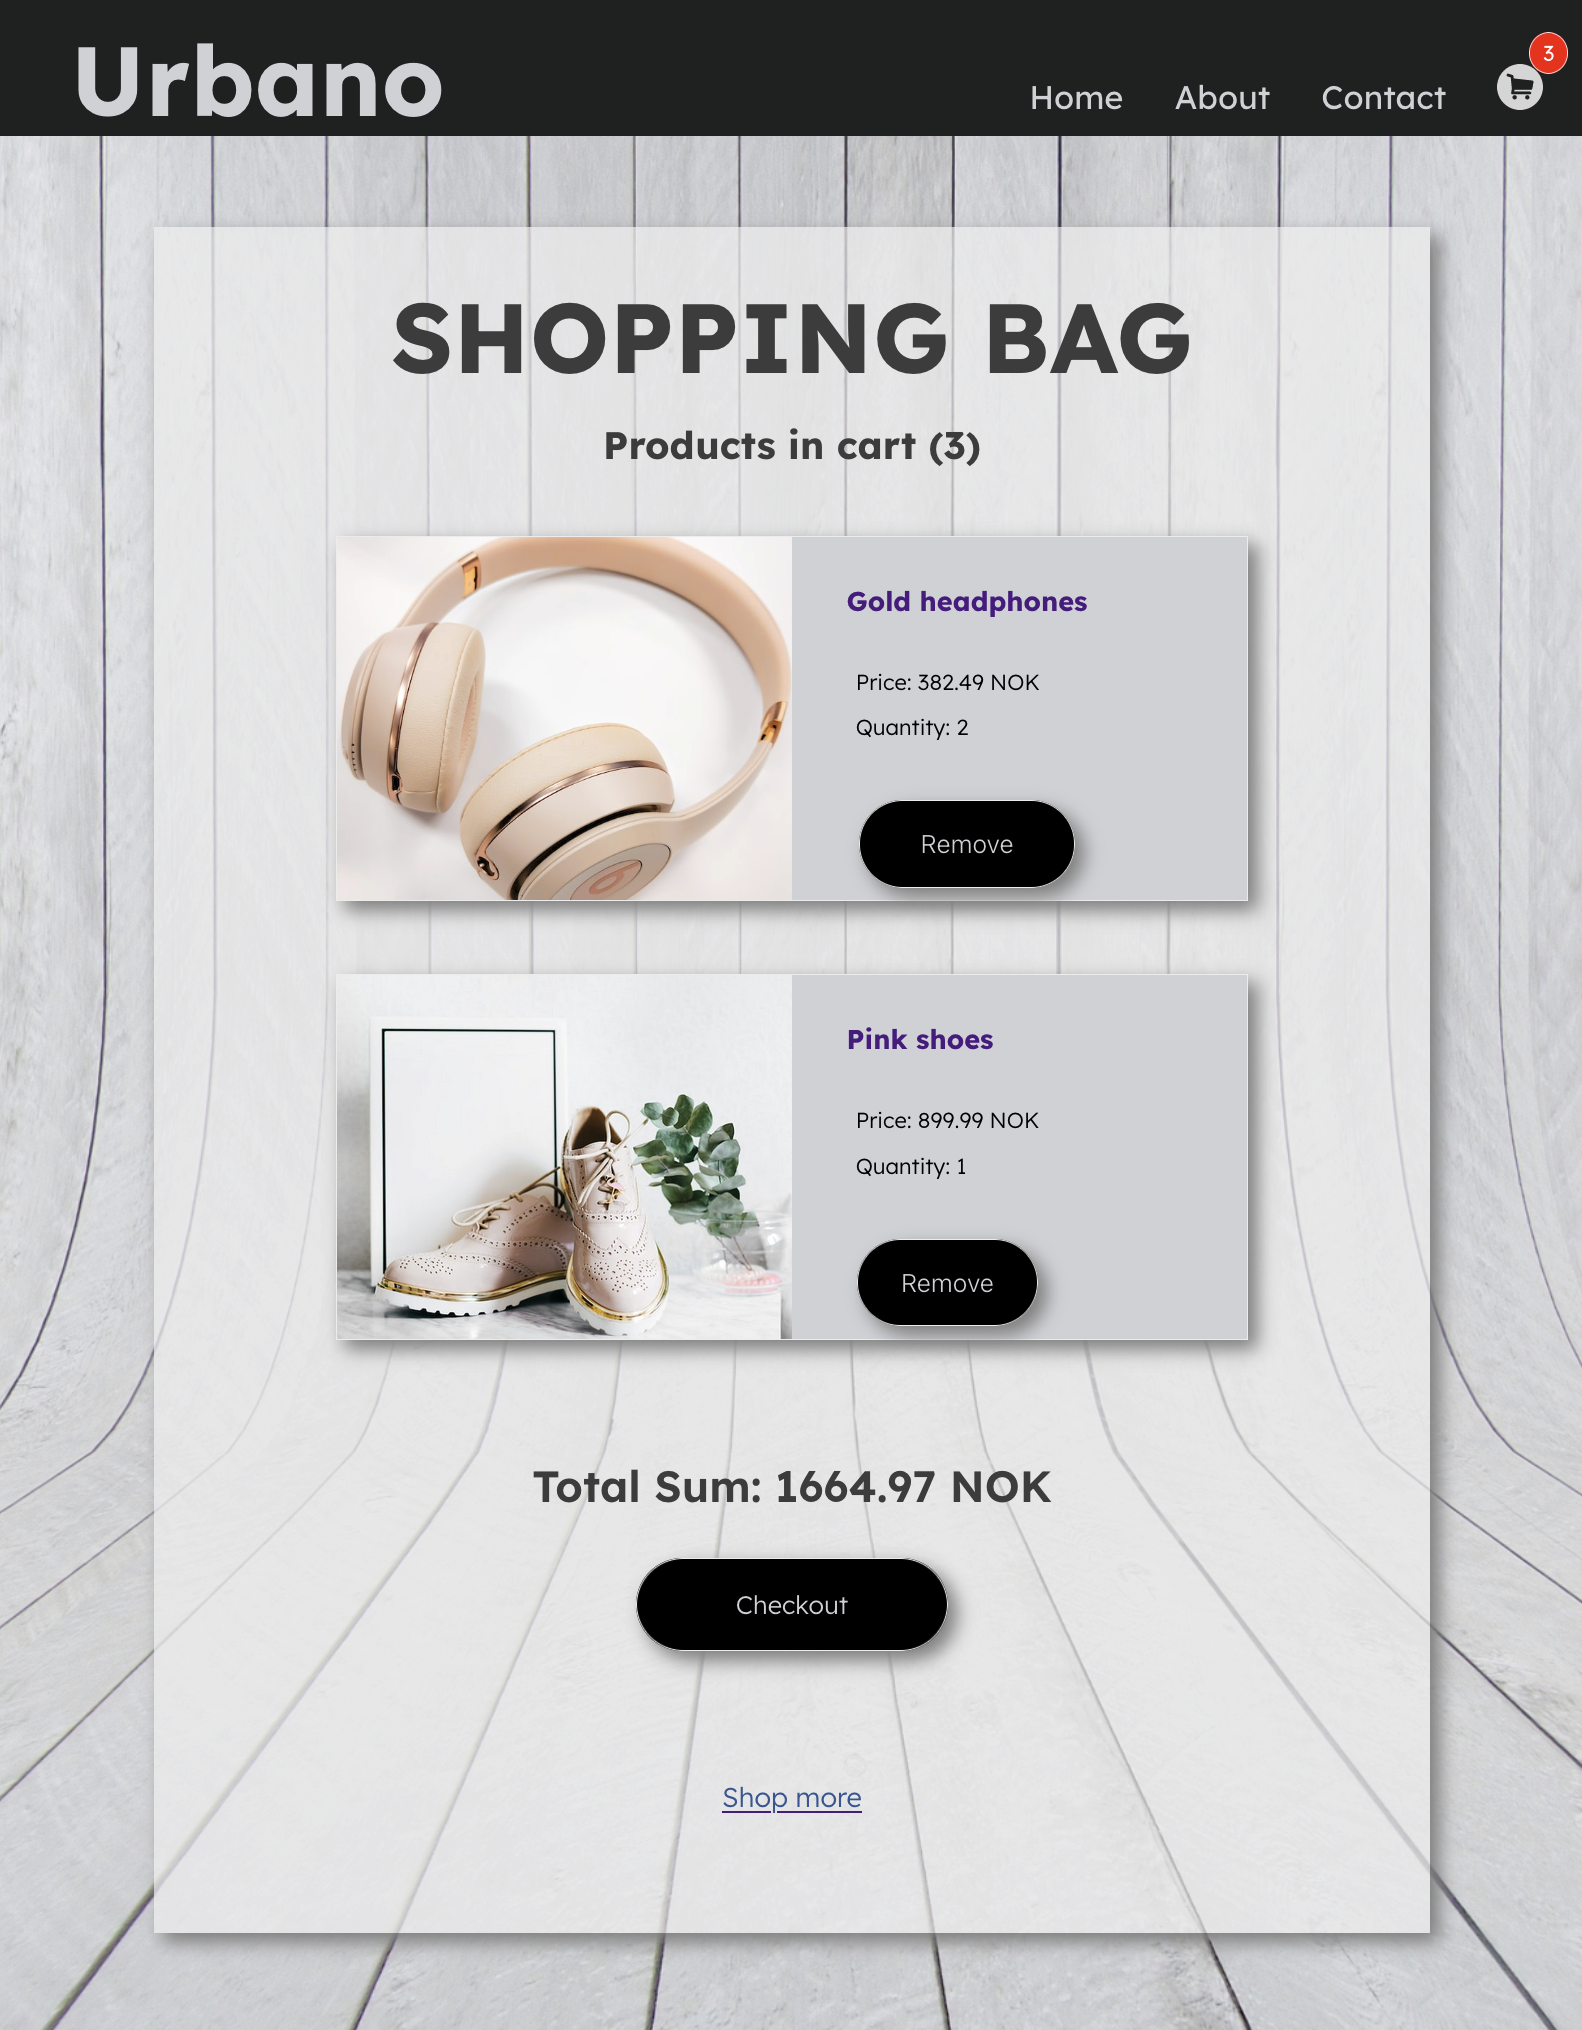 Urbano
Home About Contact 3
SHOPPING BAG
Products in cart (3)
Gold headphones
Price: 382.49 NOK
Quantity: 2
Remove
Pink shoes
Price: 899.99 NOK
Quantity: 1
Remove
Total Sum: 1664.97 NOK
Checkout
Shop more